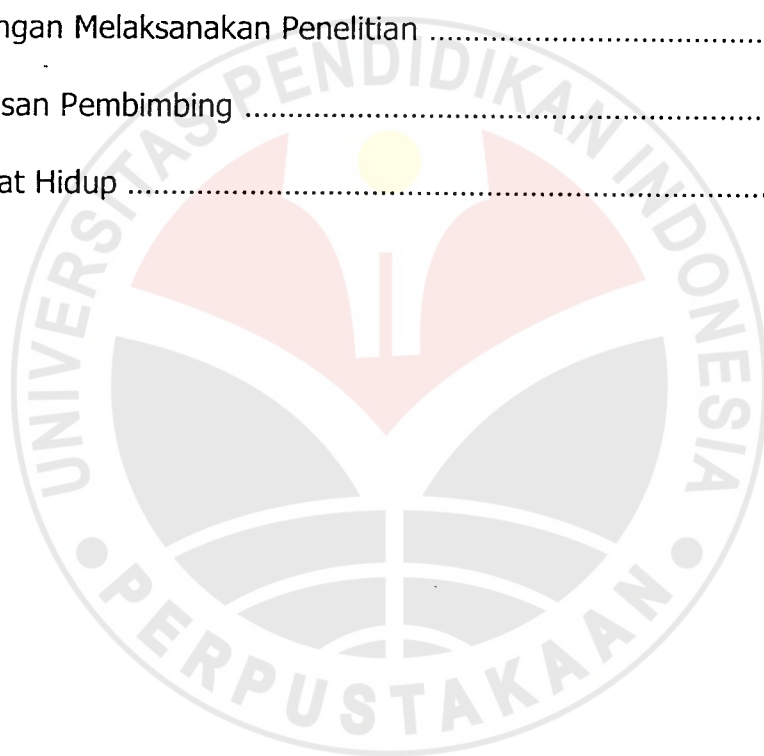 ngan Melaksanakan Penelitian ................................................
san Pembimbing ................................................................................
at Hidup ................................................................................................
UNIVERSITAS PENDIDIKAN INDONESIA
• PERPUSTAKAAN •